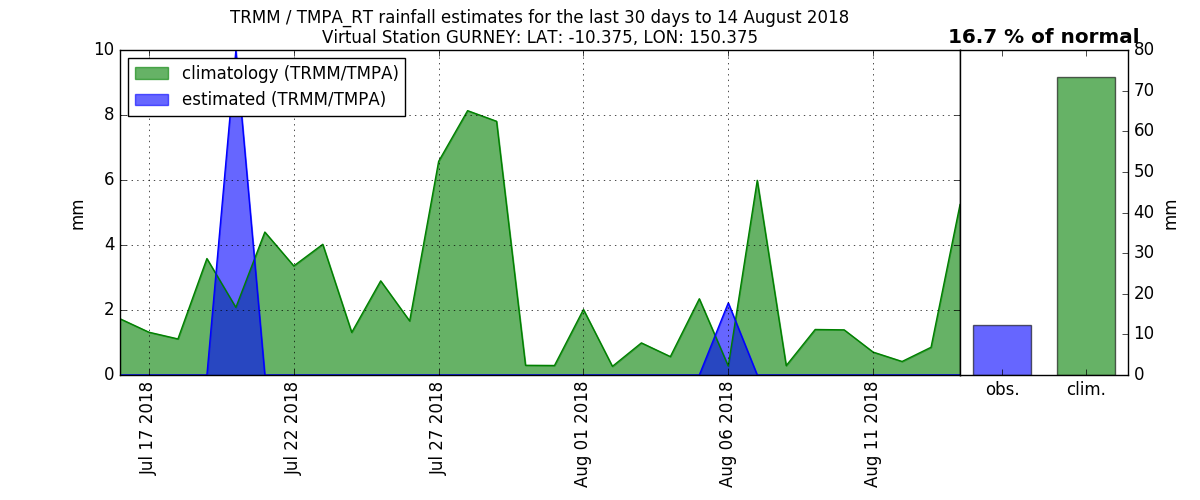 TRMM / TMPA_RT rainfall estimates for the last 30 days to 14 August 2018
Virtual Station GURNEY: LAT: -10.375, LON: 150.375
16.7 % of normal
climatology (TRMM/TMPA)
estimated (TRMM/TMPA)
10
8
6
4
2
0
mm
Jul 17 2018
Jul 22 2018
Jul 27 2018
Aug 01 2018
Aug 06 2018
Aug 11 2018
obs.
clim.
80
70
60
50
40
30
20
10
0
mm